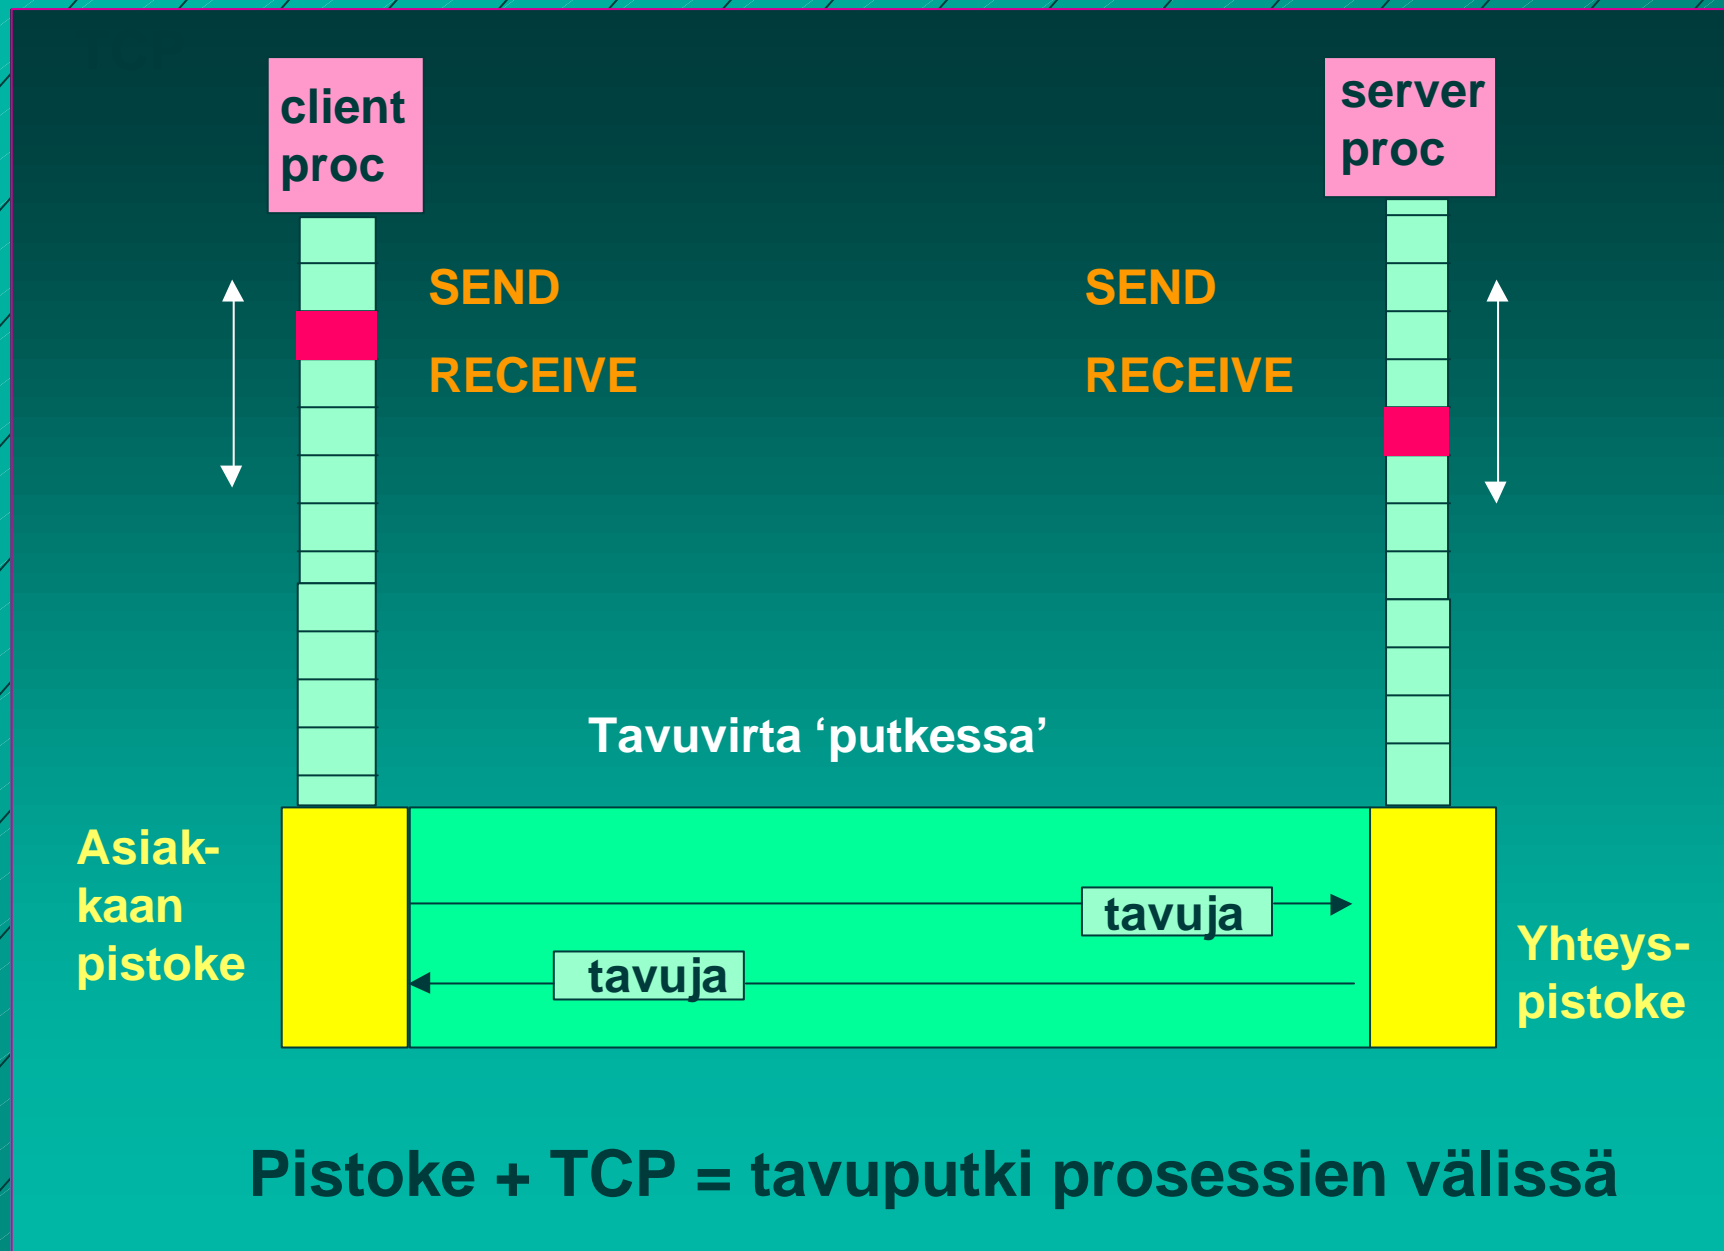 TCP
client
proc
server
proc
SEND
RECEIVE
SEND
RECEIVE
Tavuvirta ‘putkessa’
Asiak-
kaan
pistoke
tavuja
tavuja
Yhteys-
pistoke
Pistoke + TCP = tavuputki prosessien välissä